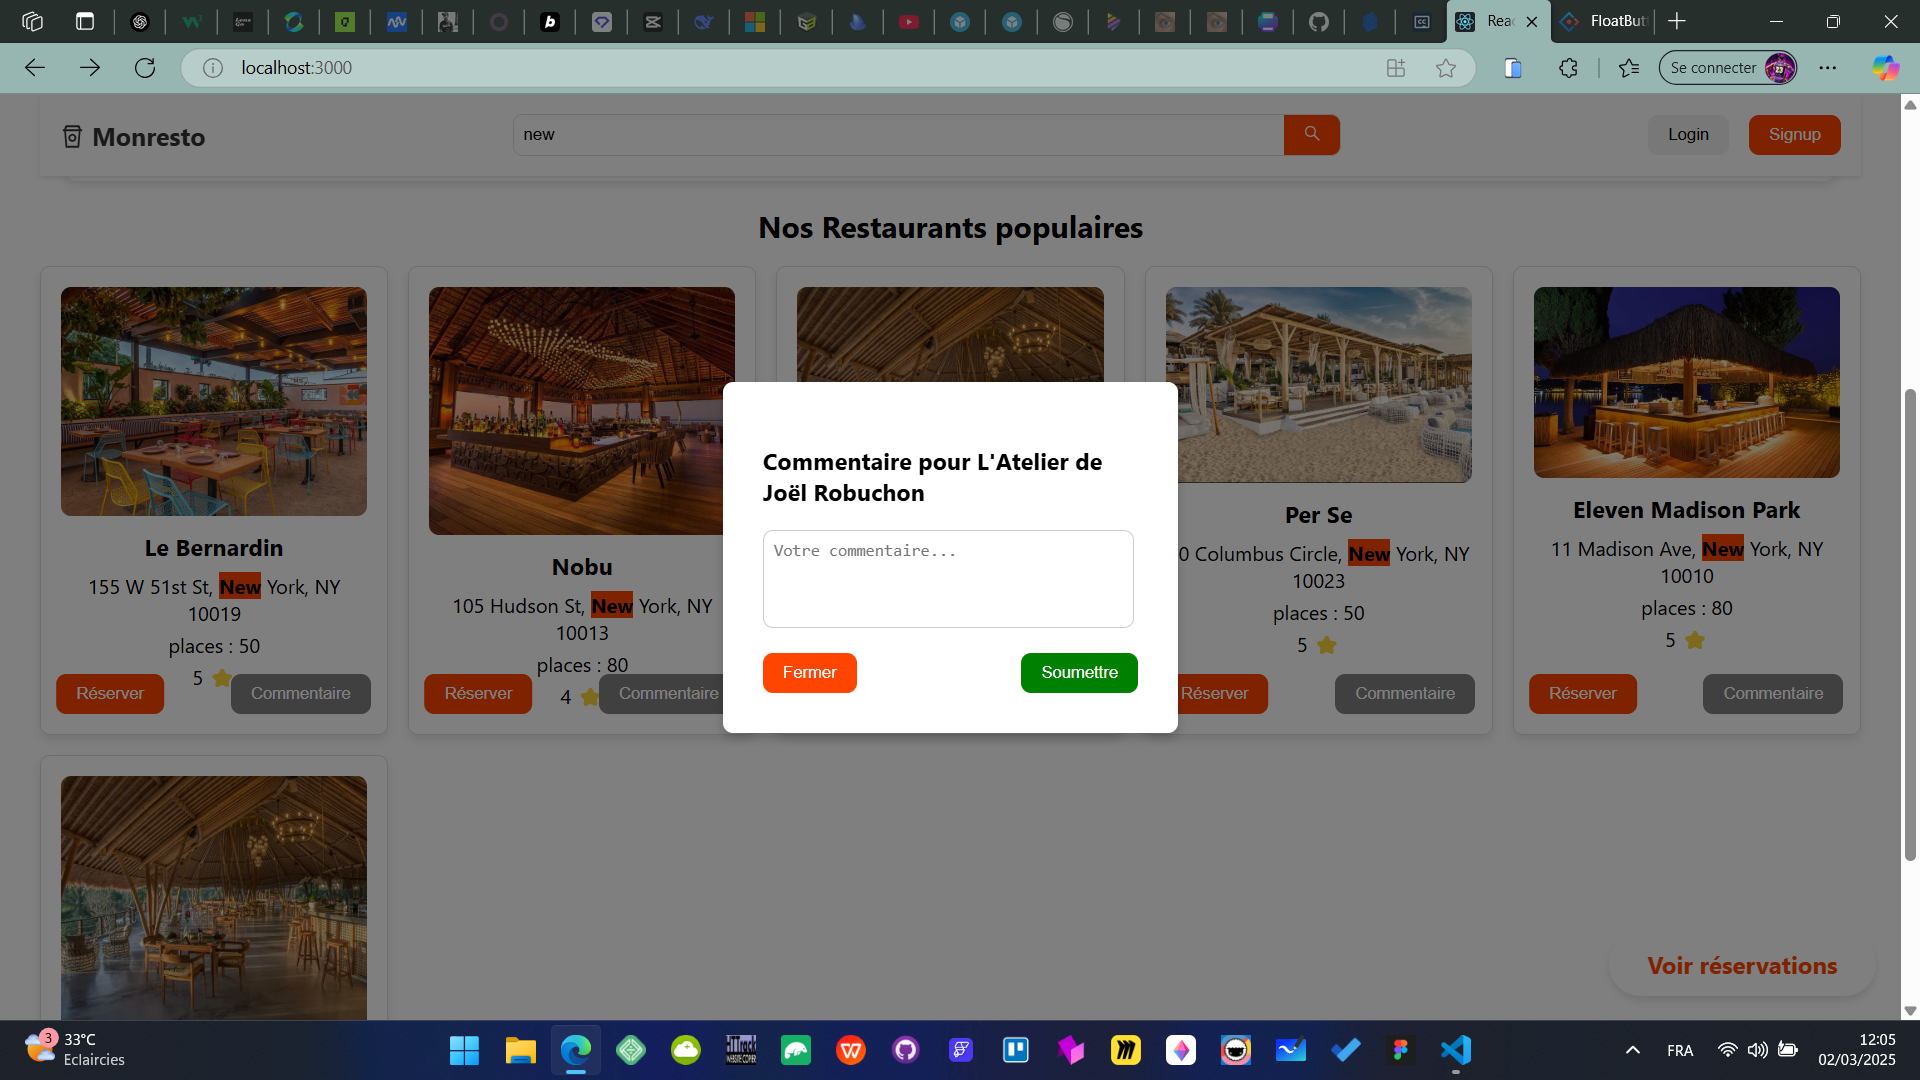 Reac
FloatButt
localhost:3000
Se connecter
Monresto
new
Login
Signup
Nos Restaurants populaires
Le Bernardin
155 W 51st St, New York, NY
10019
places : 50
5
Réserver
Commentaire
Nobu
105 Hudson St, New York, NY
10013
places : 80
4
Réserver
Commentaire
Commentaire pour L'Atelier de
Joël Robuchon
Votre commentaire...
Fermer
Soumettre
Per Se
0 Columbus Circle, New York, NY
10023
places : 50
5
Réserver
Commentaire
Eleven Madison Park
11 Madison Ave, New York, NY
10010
places : 80
5
Réserver
Commentaire
Voir réservations
3
33°C
Eclaircies
FRA
12:05
02/03/2025